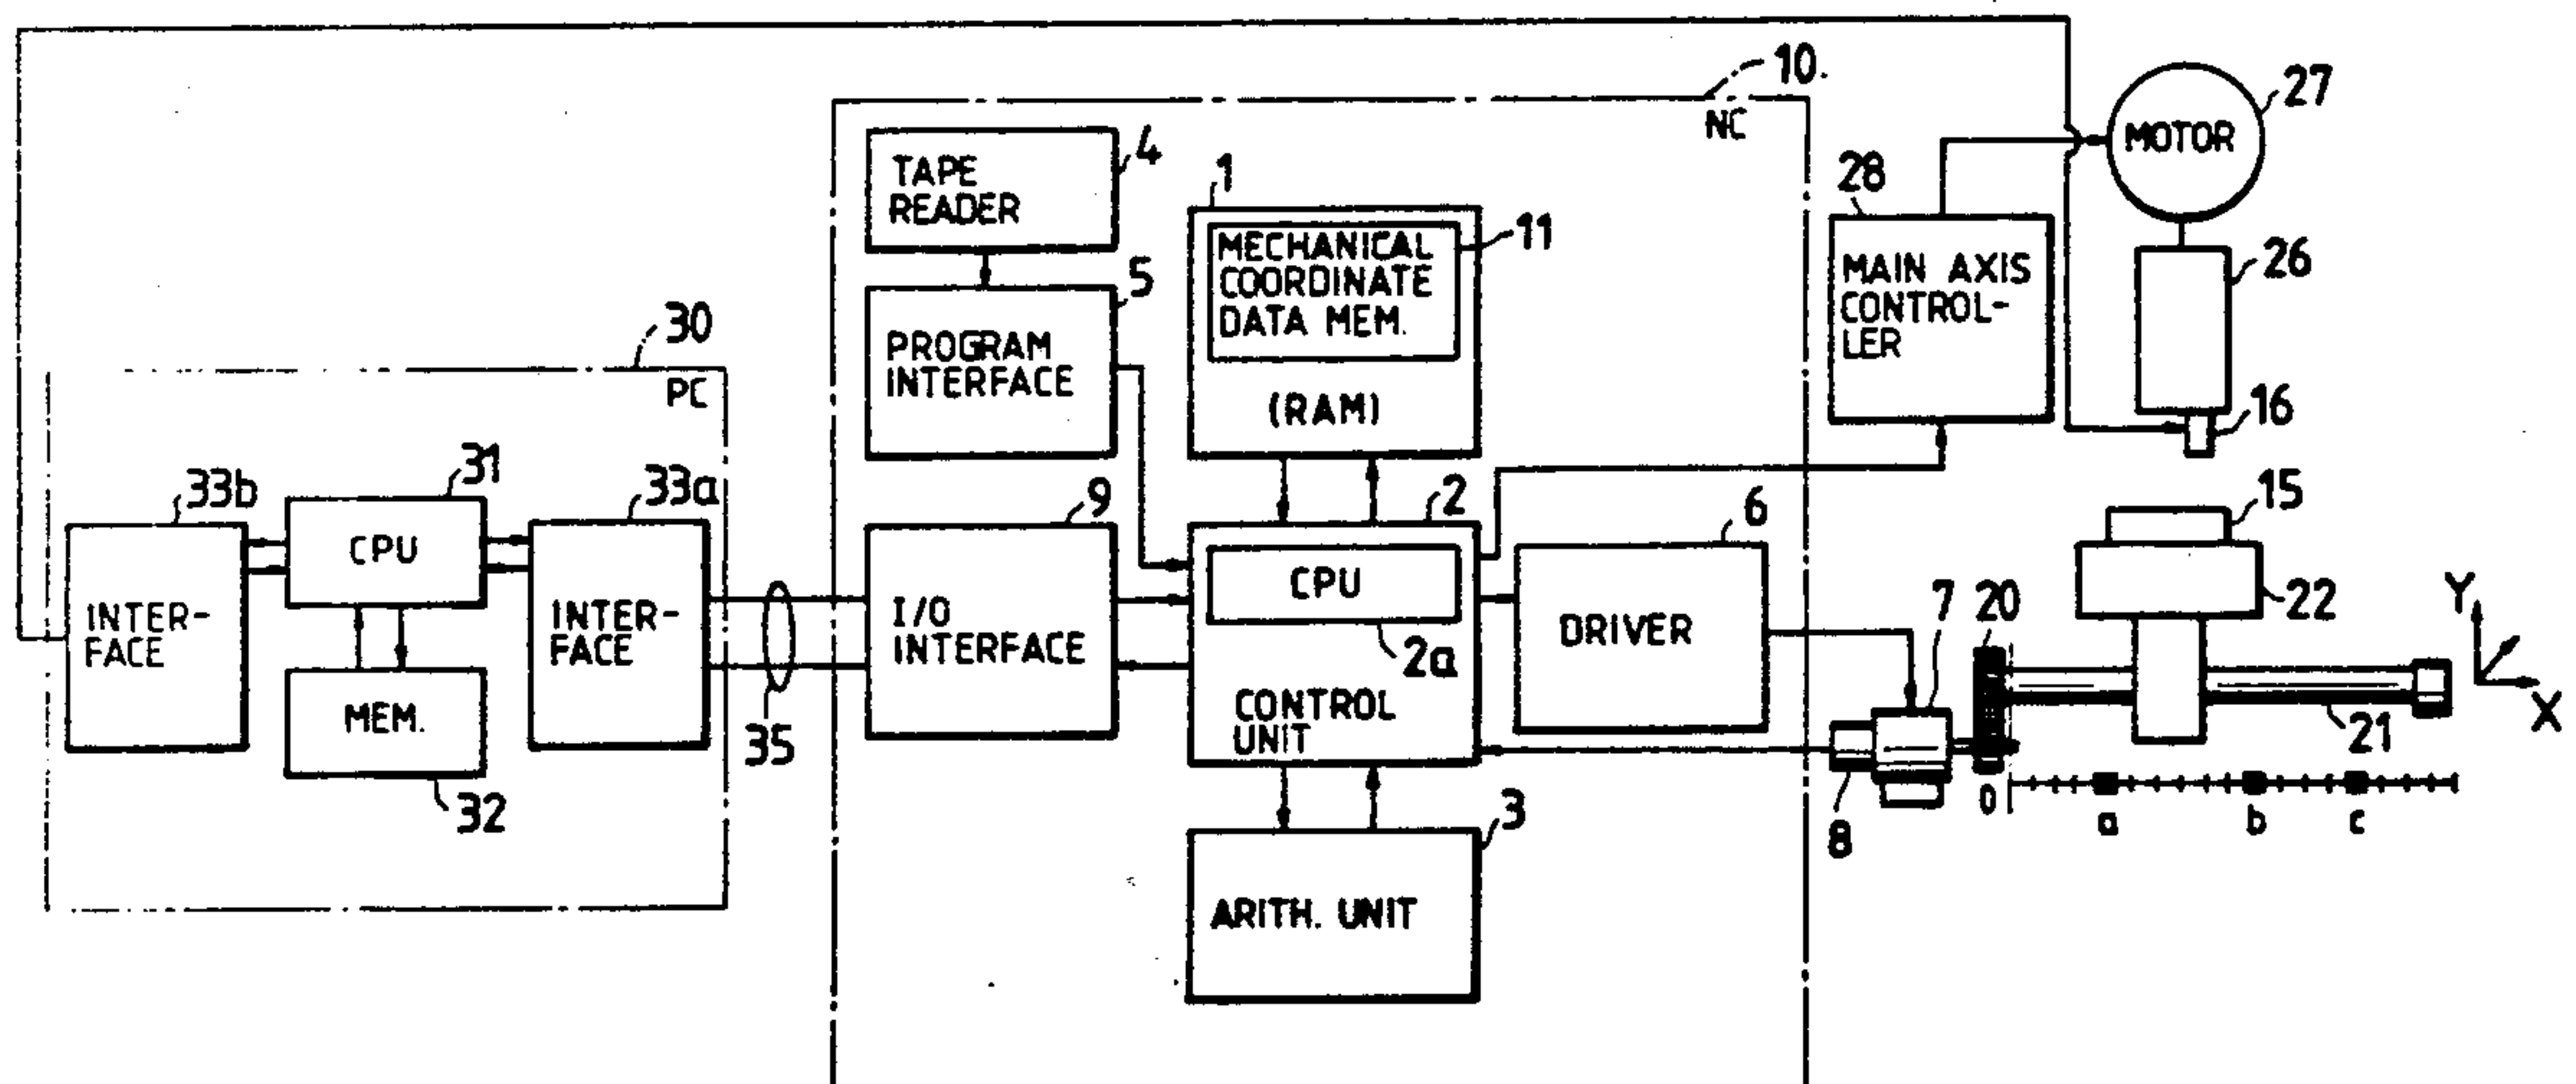 10.
NC
27
MOTOR
4
TAPE
READER
1
28
11
MECHANICAL
COORDINATE
DATA MEM.
(RAM)
26
5
MAIN AXIS
CONTROL-
LER
PROGRAM
INTERFACE
30
PC
16
33b
31
33a
9
2
6
15
CPU
CPU
2a
INTER-
FACE
INTER-
FACE
I/O
INTERFACE
DRIVER
7
20
22
Y
X
MEM.
32
35
CONTROL
UNIT
21
8
0
a
b
c
3
ARITH. UNIT